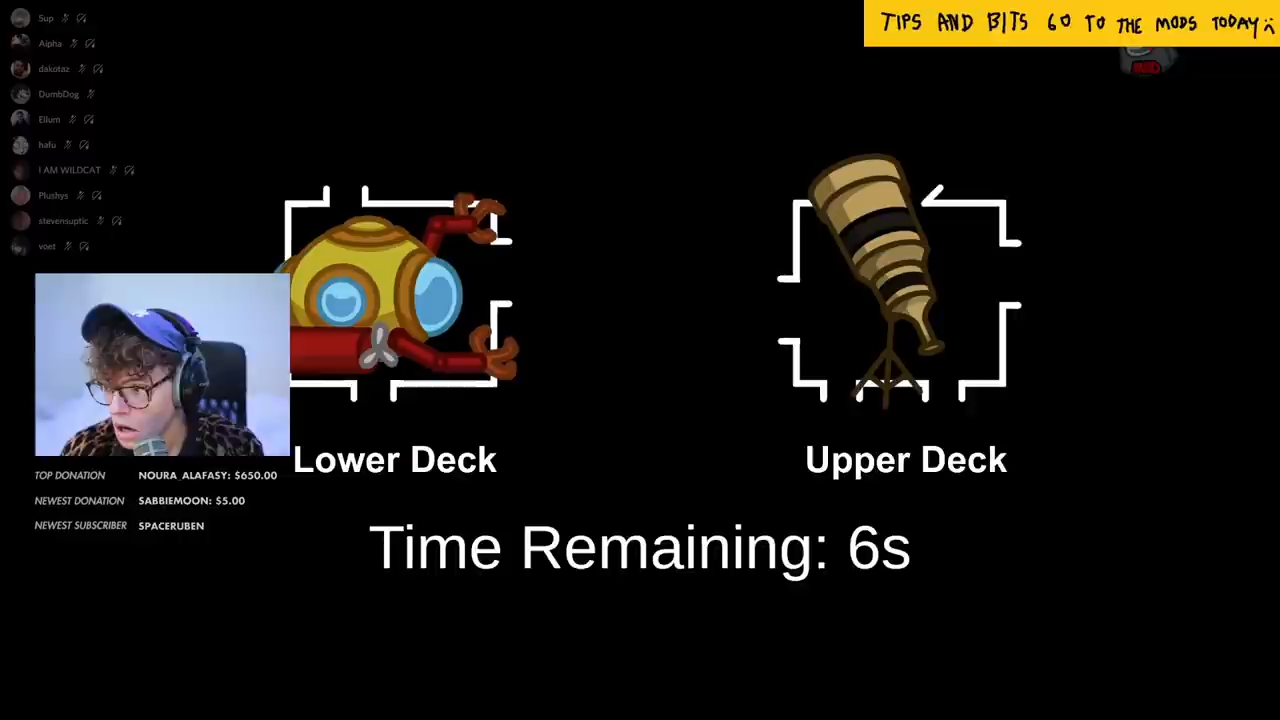 TIPS AND BITS GO TO THE MODS TODAY
Sup
Aipha
dakotaz
DumbDog
Ellum
hafu
I AM WILDCAT
Plushys
stevensuptic
voet
Lower Deck
Upper Deck
TOP DONATION NOURA_ALAFASY: $650.00
NEWEST DONATION SABBIEMOON: $5.00
NEWEST SUBSCRIBER SPACERUBEN
Time Remaining: 6s